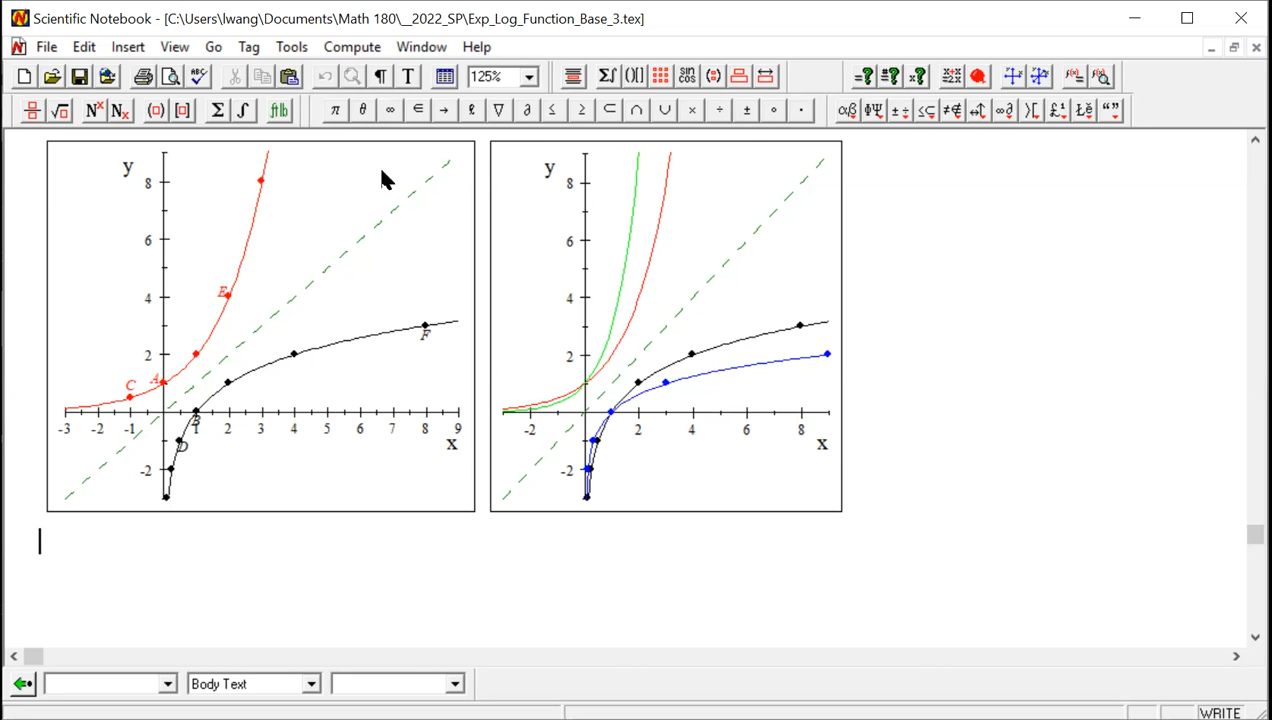 Scientific Notebook - [C:\Users\lwang\Documents\Math 180\__2022_SP\Exp_Log_Function_Base_3.tex]
File Edit Insert View Go Tag Tools Compute Window Help
125%
N^x N_x Σ ∫ π θ ∞ ∈ → ℓ ∇ ∂ ≤ ≥ ⊂ ∩ ∪ × ÷ ± ∘ ·
y
8
6
4
2
-2
-3 -2 -1 1 2 3 4 5 6 7 8 9
x
E
A
C
B
D
F
y
8
6
4
2
-2
-2 2 4 6 8
x
Body Text
WRITE